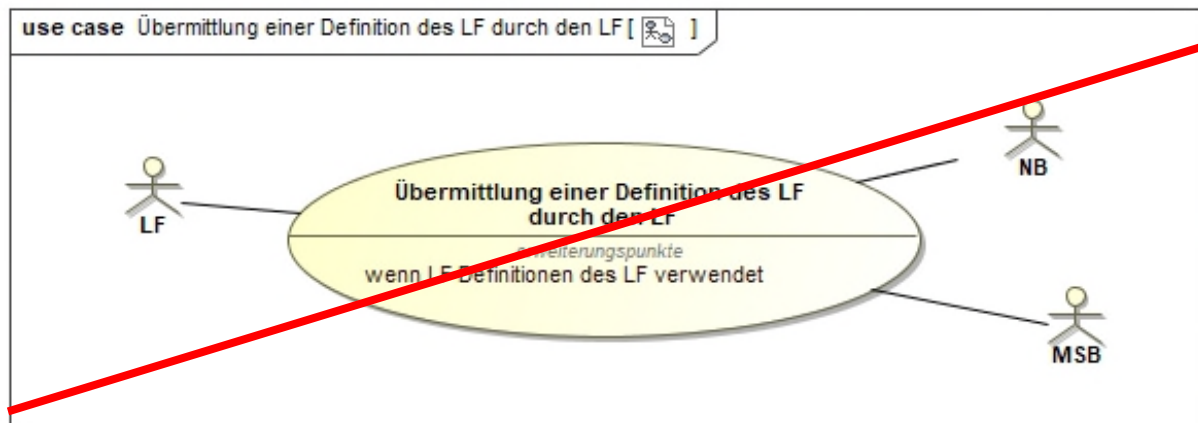 use case Übermittlung einer Definition des LF durch den LF [ ]
NB
LF
Übermittlung einer Definition des LF
durch den LF
erweiterungspunkte
wenn LF Definitionen des LF verwendet
MSB